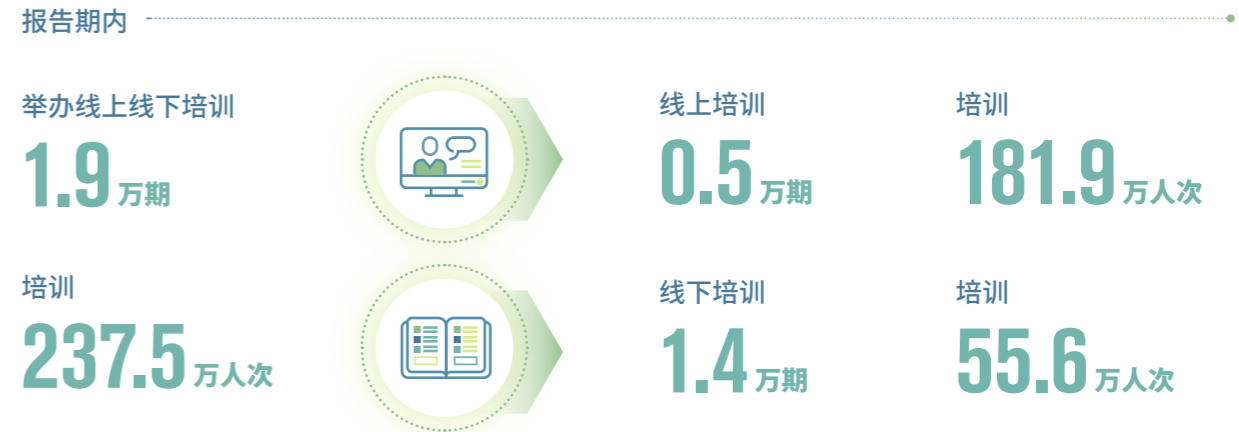 报告期内
举办线上线下培训
1.9万期
培训
237.5万人次
线上培训
0.5万期
培训
181.9万人次
线下培训
1.4万期
培训
55.6万人次